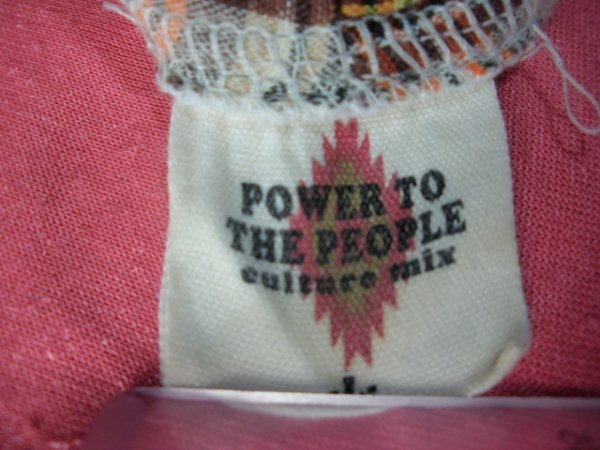 POWER TO
THE PEOPLE
culture mix